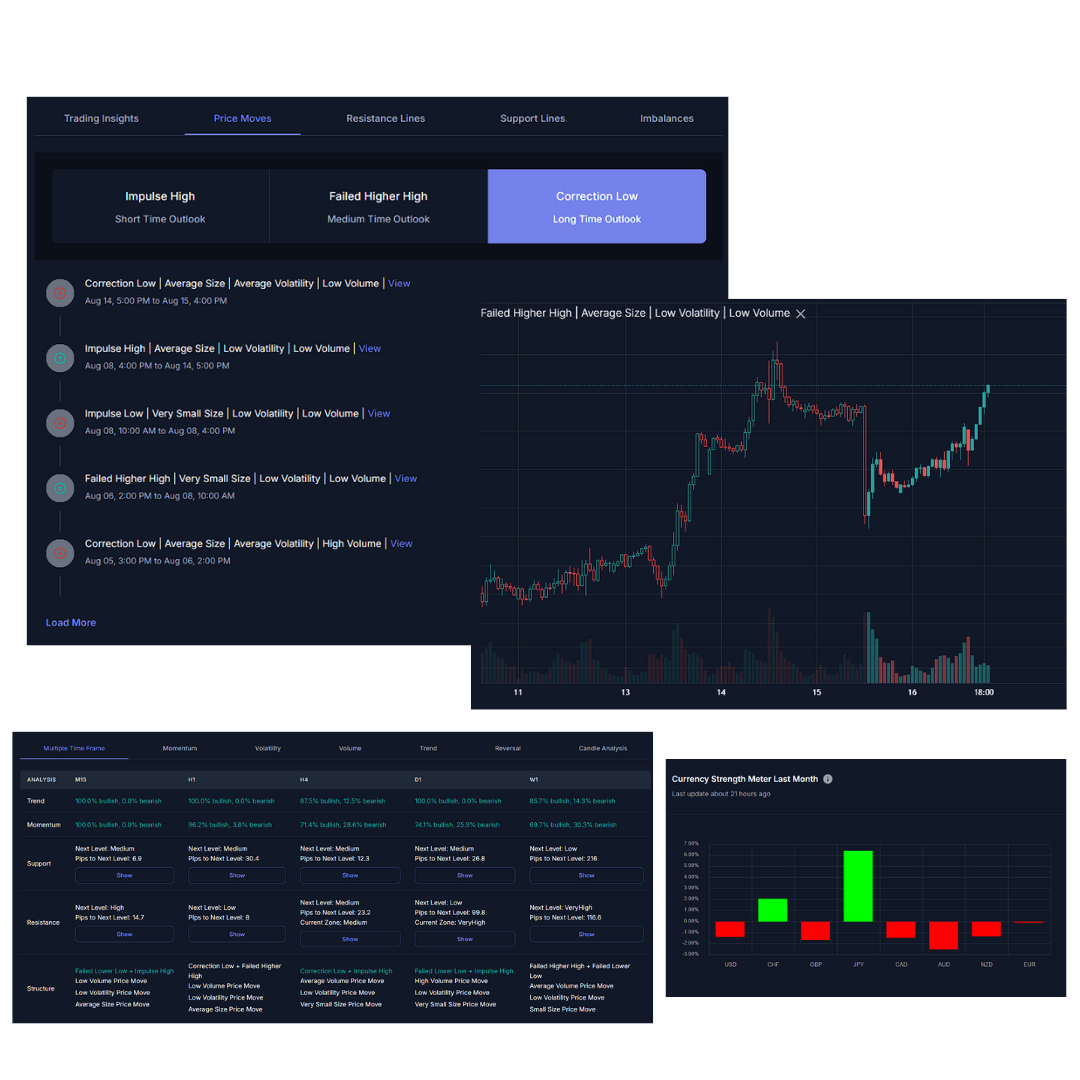 Trading Insights Price Moves Resistance Lines Support Lines Imbalances
Impulse High Failed Higher High Correction Low
Short Time Outlook Medium Time Outlook Long Time Outlook
Correction Low | Average Size | Average Volatility | Low Volume | View
Aug 14, 5:00 PM to Aug 15, 4:00 PM
Impulse High | Average Size | Low Volatility | Low Volume | View
Aug 08, 4:00 PM to Aug 14, 5:00 PM
Impulse Low | Very Small Size | Low Volatility | Low Volume | View
Aug 08, 10:00 AM to Aug 08, 4:00 PM
Failed Higher High | Very Small Size | Low Volatility | Low Volume | View
Aug 06, 2:00 PM to Aug 08, 10:00 AM
Correction Low | Average Size | Average Volatility | High Volume | View
Aug 05, 3:00 PM to Aug 06, 2:00 PM
Load More
Failed Higher High | Average Size | Low Volatility | Low Volume
11 13 14 15 16 18:00
Multiple Time Frame Momentum Volatility Volume Trend Reversal Candle Analysis
ANALYSIS M15 H1 H4 D1 W1
Trend 100.0% bullish, 0.0% bearish 100.0% bullish, 0.0% bearish 87.5% bullish, 12.5% bearish 100.0% bullish, 0.0% bearish 85.7% bullish, 14.3% bearish
Momentum 100.0% bullish, 0.0% bearish 96.2% bullish, 3.8% bearish 71.4% bullish, 28.6% bearish 74.1% bullish, 25.9% bearish 69.7% bullish, 30.3% bearish
Support
Next Level: Medium Next Level: Medium Next Level: Medium Next Level: Medium Next Level: Low
Pips to Next Level: 6.9 Pips to Next Level: 30.4 Pips to Next Level: 12.3 Pips to Next Level: 26.8 Pips to Next Level: 216
Show Show Show Show Show
Resistance
Next Level: High
Pips to Next Level: 14.7
Show
Next Level: Low
Pips to Next Level: 8
Show
Next Level: Medium
Pips to Next Level: 23.2
Current Zone: Medium
Show
Next Level: Low
Pips to Next Level: 99.8
Current Zone: VeryHigh
Show
Next Level: VeryHigh
Pips to Next Level: 116.6
Show
Structure
Failed Lower Low + Impulse High
Low Volume Price Move
Low Volatility Price Move
Average Size Price Move
Correction Low + Failed Higher
High
Low Volume Price Move
Low Volatility Price Move
Average Size Price Move
Correction Low + Impulse High
Average Volume Price Move
Low Volatility Price Move
Very Small Size Price Move
Failed Lower Low + Impulse High
High Volume Price Move
Low Volatility Price Move
Very Small Size Price Move
Failed Higher High + Failed Lower
Low
Average Volume Price Move
Low Volatility Price Move
Small Size Price Move
Currency Strength Meter Last Month
Last update about 21 hours ago
7.00%
6.00%
5.00%
4.00%
3.00%
2.00%
1.00%
0.00%
-1.00%
-2.00%
-3.00%
USD CHF GBP JPY CAD AUD NZD EUR